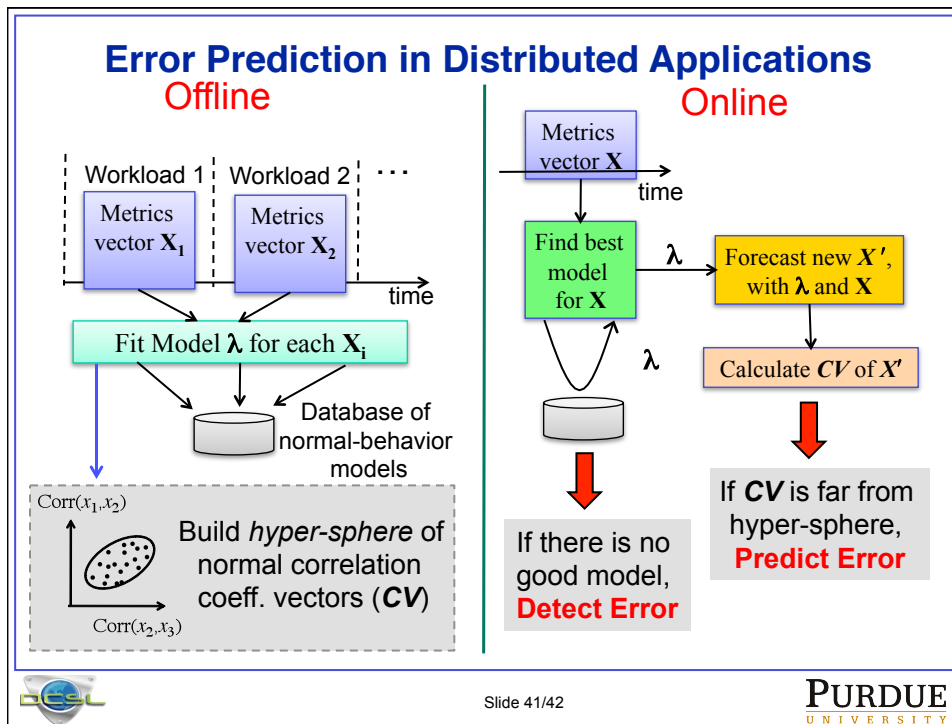 Error Prediction in Distributed Applications
Offline
Workload 1
Workload 2
...
Metrics
vector X1
Metrics
vector X2
time
Fit Model λ for each Xi
Database of
normal-behavior
models
Corr(x1,x2)
Corr(x2,x3)
Build hyper-sphere of
normal correlation
coeff. vectors (CV)
Online
Metrics
vector X
time
Find best
model
for X
λ
λ
Forecast new X',
with λ and X
Calculate CV of X'
If there is no
good model,
Detect Error
If CV is far from
hyper-sphere,
Predict Error
DCSL
Slide 41/42
PURDUE
UNIVERSITY